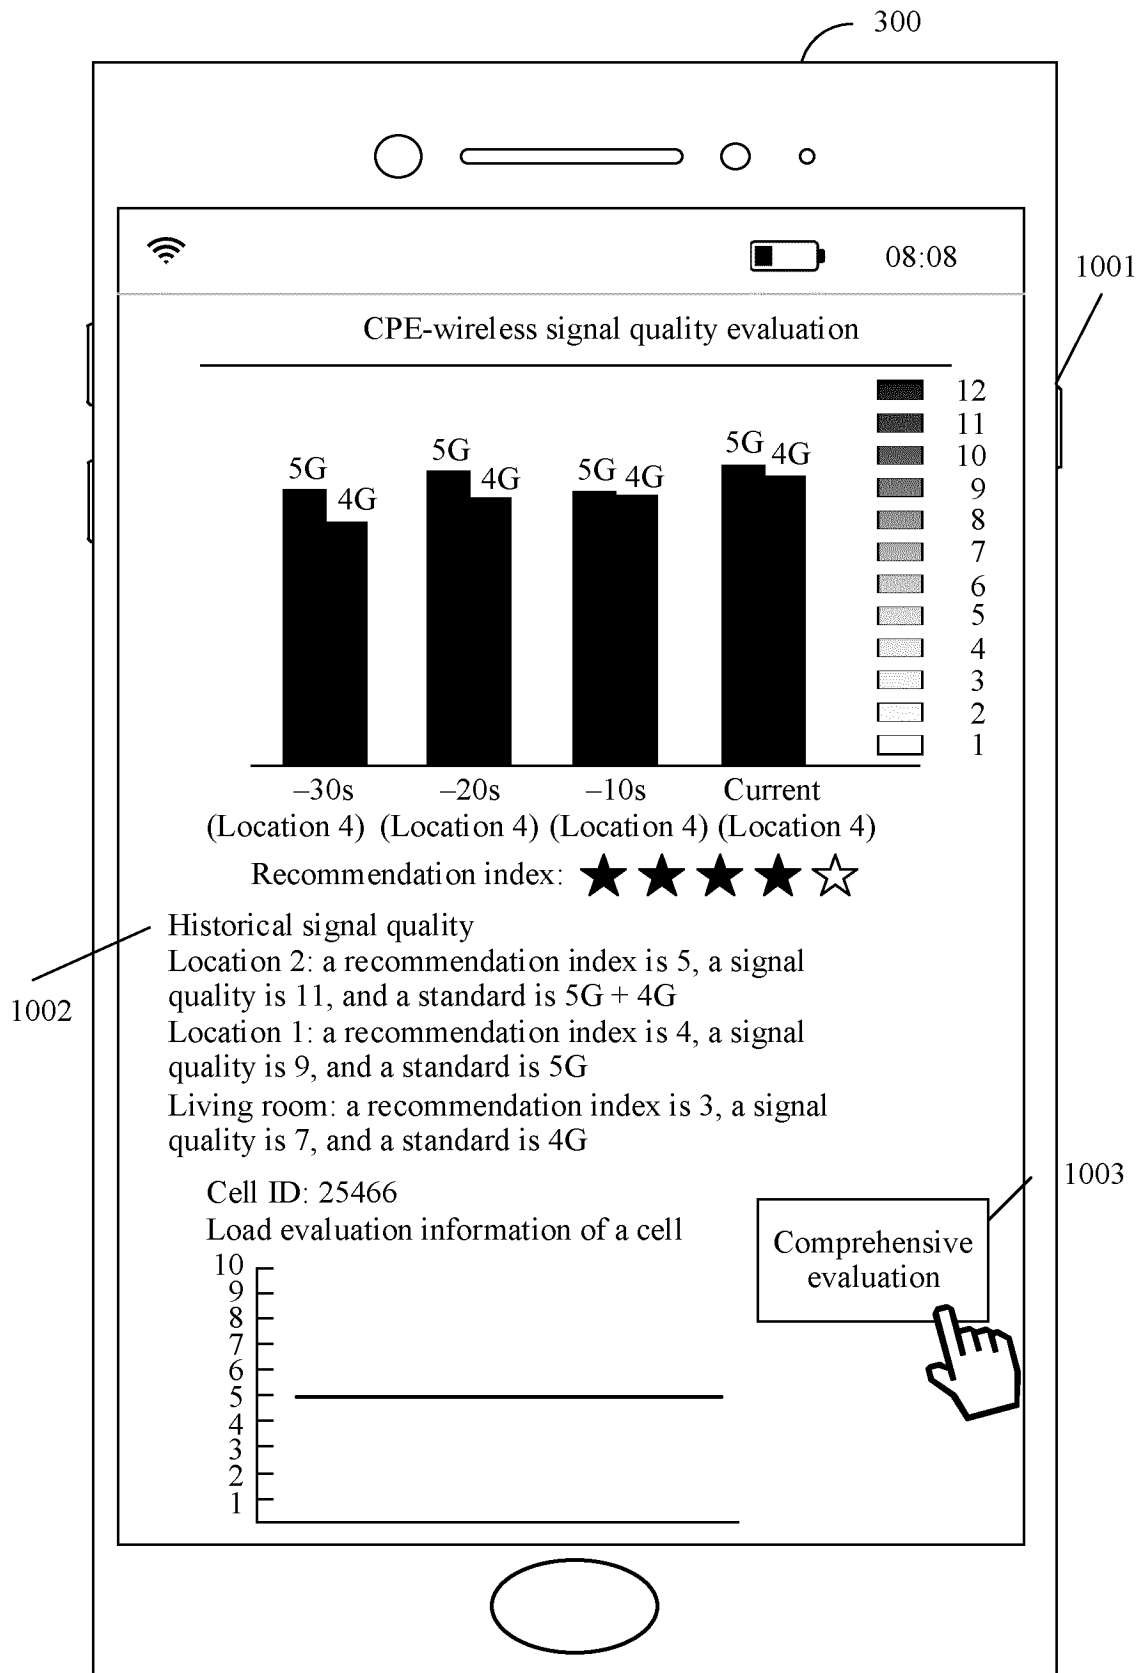 300
08:08
1001
CPE-wireless signal quality evaluation
12
11
10
9
8
7
6
5
4
3
2
1
5G
4G
5G
4G
5G
4G
5G
4G
–30s
–20s
–10s
Current
(Location 4)
(Location 4)
(Location 4)
(Location 4)
Recommendation index:
1002
Historical signal quality
Location 2: a recommendation index is 5, a signal
quality is 11, and a standard is 5G + 4G
Location 1: a recommendation index is 4, a signal
quality is 9, and a standard is 5G
Living room: a recommendation index is 3, a signal
quality is 7, and a standard is 4G
1003
Cell ID: 25466
Load evaluation information of a cell
Comprehensive
evaluation
10
9
8
7
6
5
4
3
2
1